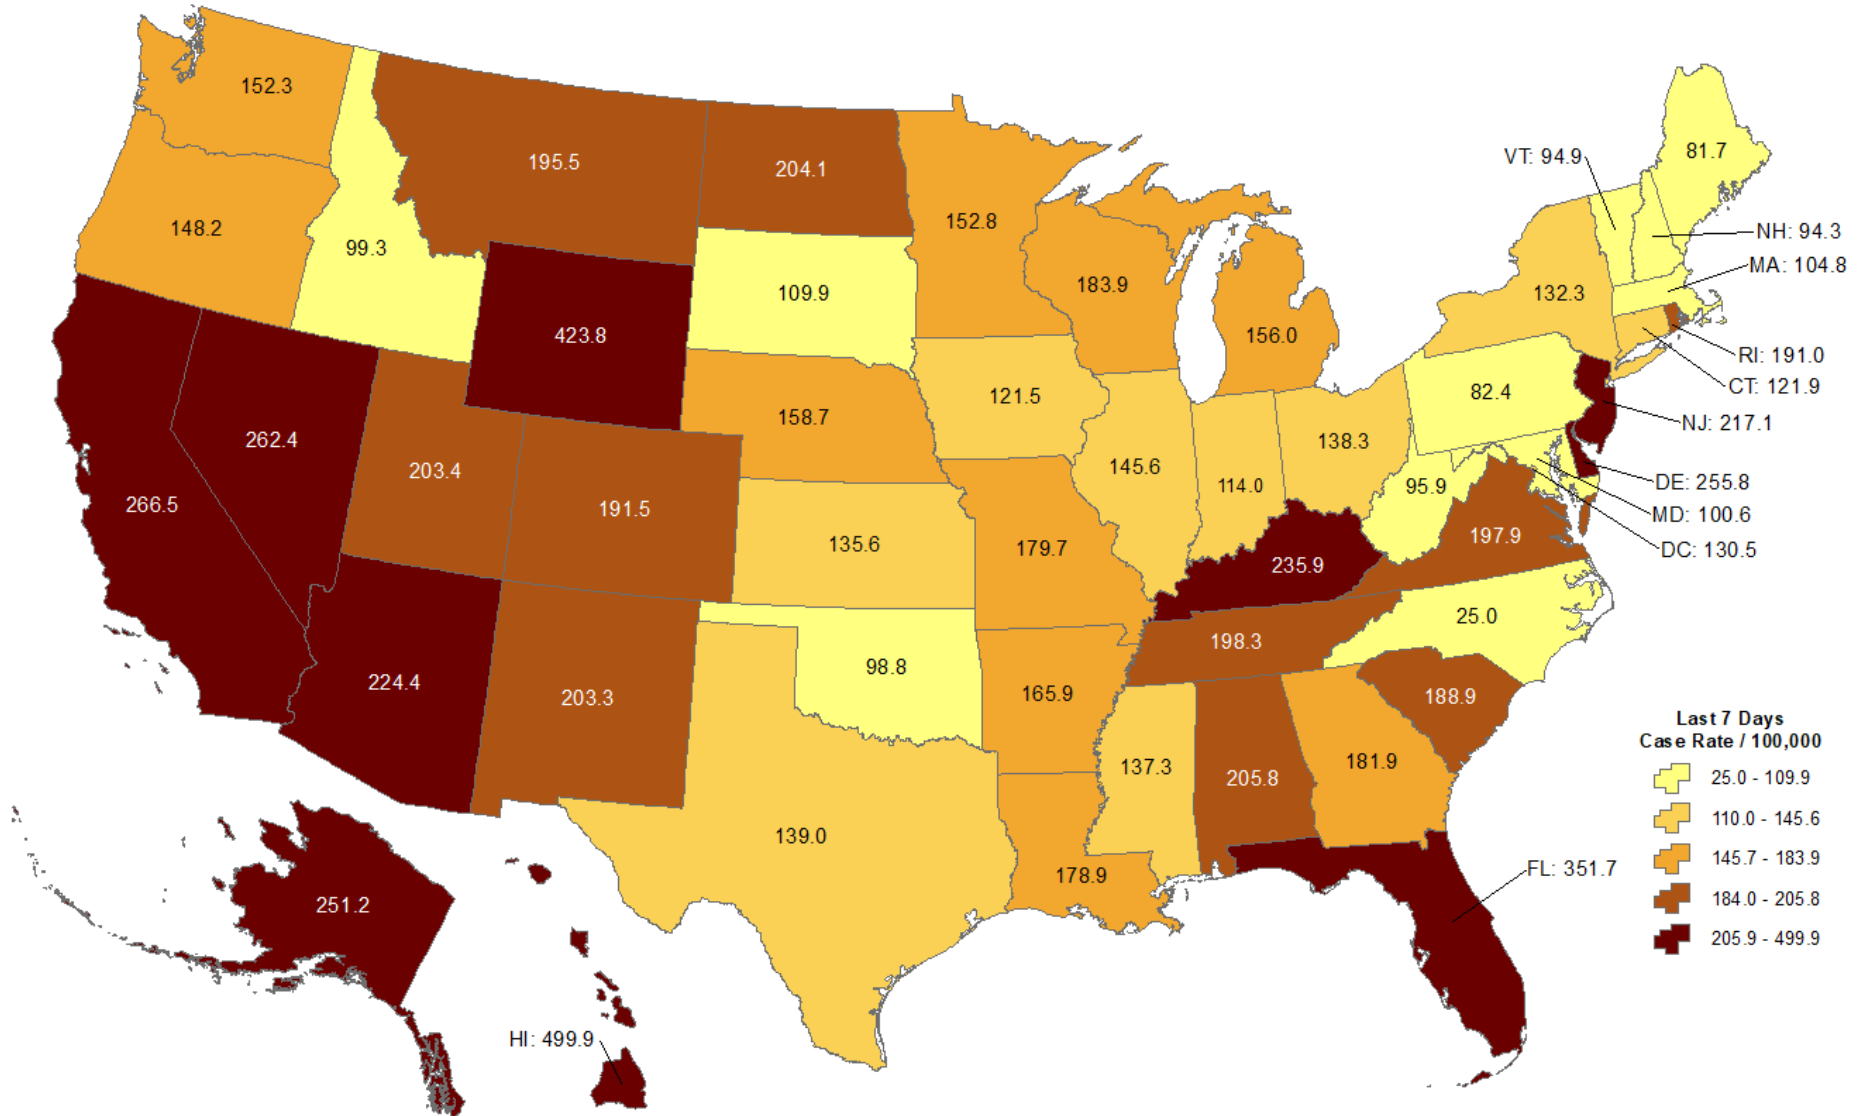 152.3
195.5
204.1
148.2
99.3
152.8
109.9
183.9
156.0
423.8
VT: 94.9
81.7
NH: 94.3
MA: 104.8
132.3
RI: 191.0
CT: 121.9
82.4
NJ: 217.1
262.4
266.5
203.4
191.5
158.7
121.5
145.6
114.0
138.3
95.9
DE: 255.8
MD: 100.6
DC: 130.5
135.6
179.7
235.9
197.9
224.4
203.3
98.8
165.9
198.3
25.0
188.9
139.0
137.3
205.8
181.9
178.9
FL: 351.7
251.2
HI: 499.9
Last 7 Days
Case Rate / 100,000
25.0 - 109.9
110.0 - 145.6
145.7 - 183.9
184.0 - 205.8
205.9 - 499.9